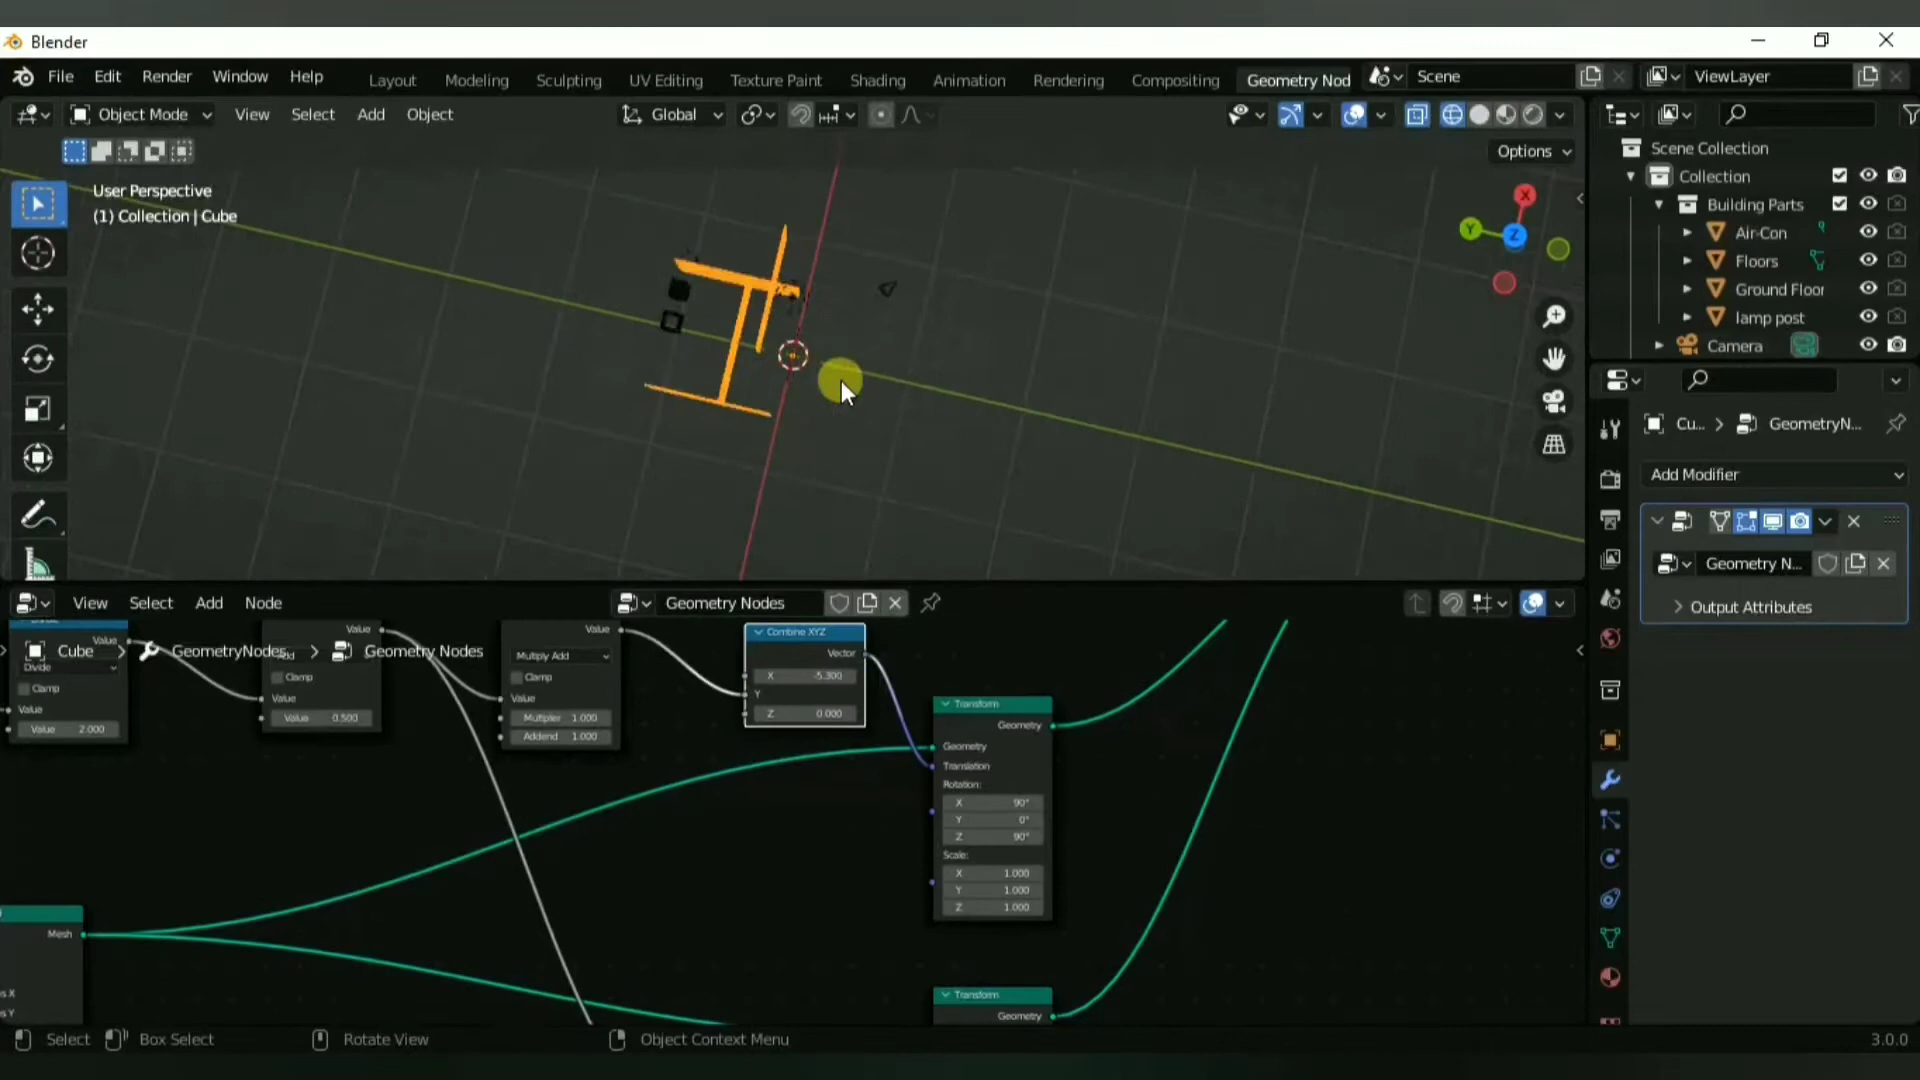 Blender
File Edit Render Window Help
Layout Modeling Sculpting UV Editing Texture Paint Shading Animation Rendering Compositing Geometry Nod
Scene
ViewLayer
Object Mode View Select Add Object
Global
Options
User Perspective
(1) Collection | Cube
X
Y
Z
Scene Collection
Collection
Building Parts
Air-Con
Floors
Ground Floor
lamp post
Camera
Cu... > GeometryN...
Add Modifier
Geometry N...
Output Attributes
View Select Add Node
Geometry Nodes
Cube > GeometryNodes > Geometry Nodes
Value
Divide
Clamp
Value
Value 2.000
Value
Add
Clamp
Value
Value 0.500
Value
Multiply Add
Clamp
Value
Multiplier 1.000
Addend 1.000
Combine XYZ
Vector
X -5.300
Y
Z 0.000
Transform
Geometry
Geometry
Translation
Rotation:
X 90°
Y 0°
Z 90°
Scale:
X 1.000
Y 1.000
Z 1.000
Mesh
Transform
Geometry
Select Box Select Rotate View Object Context Menu
3.0.0